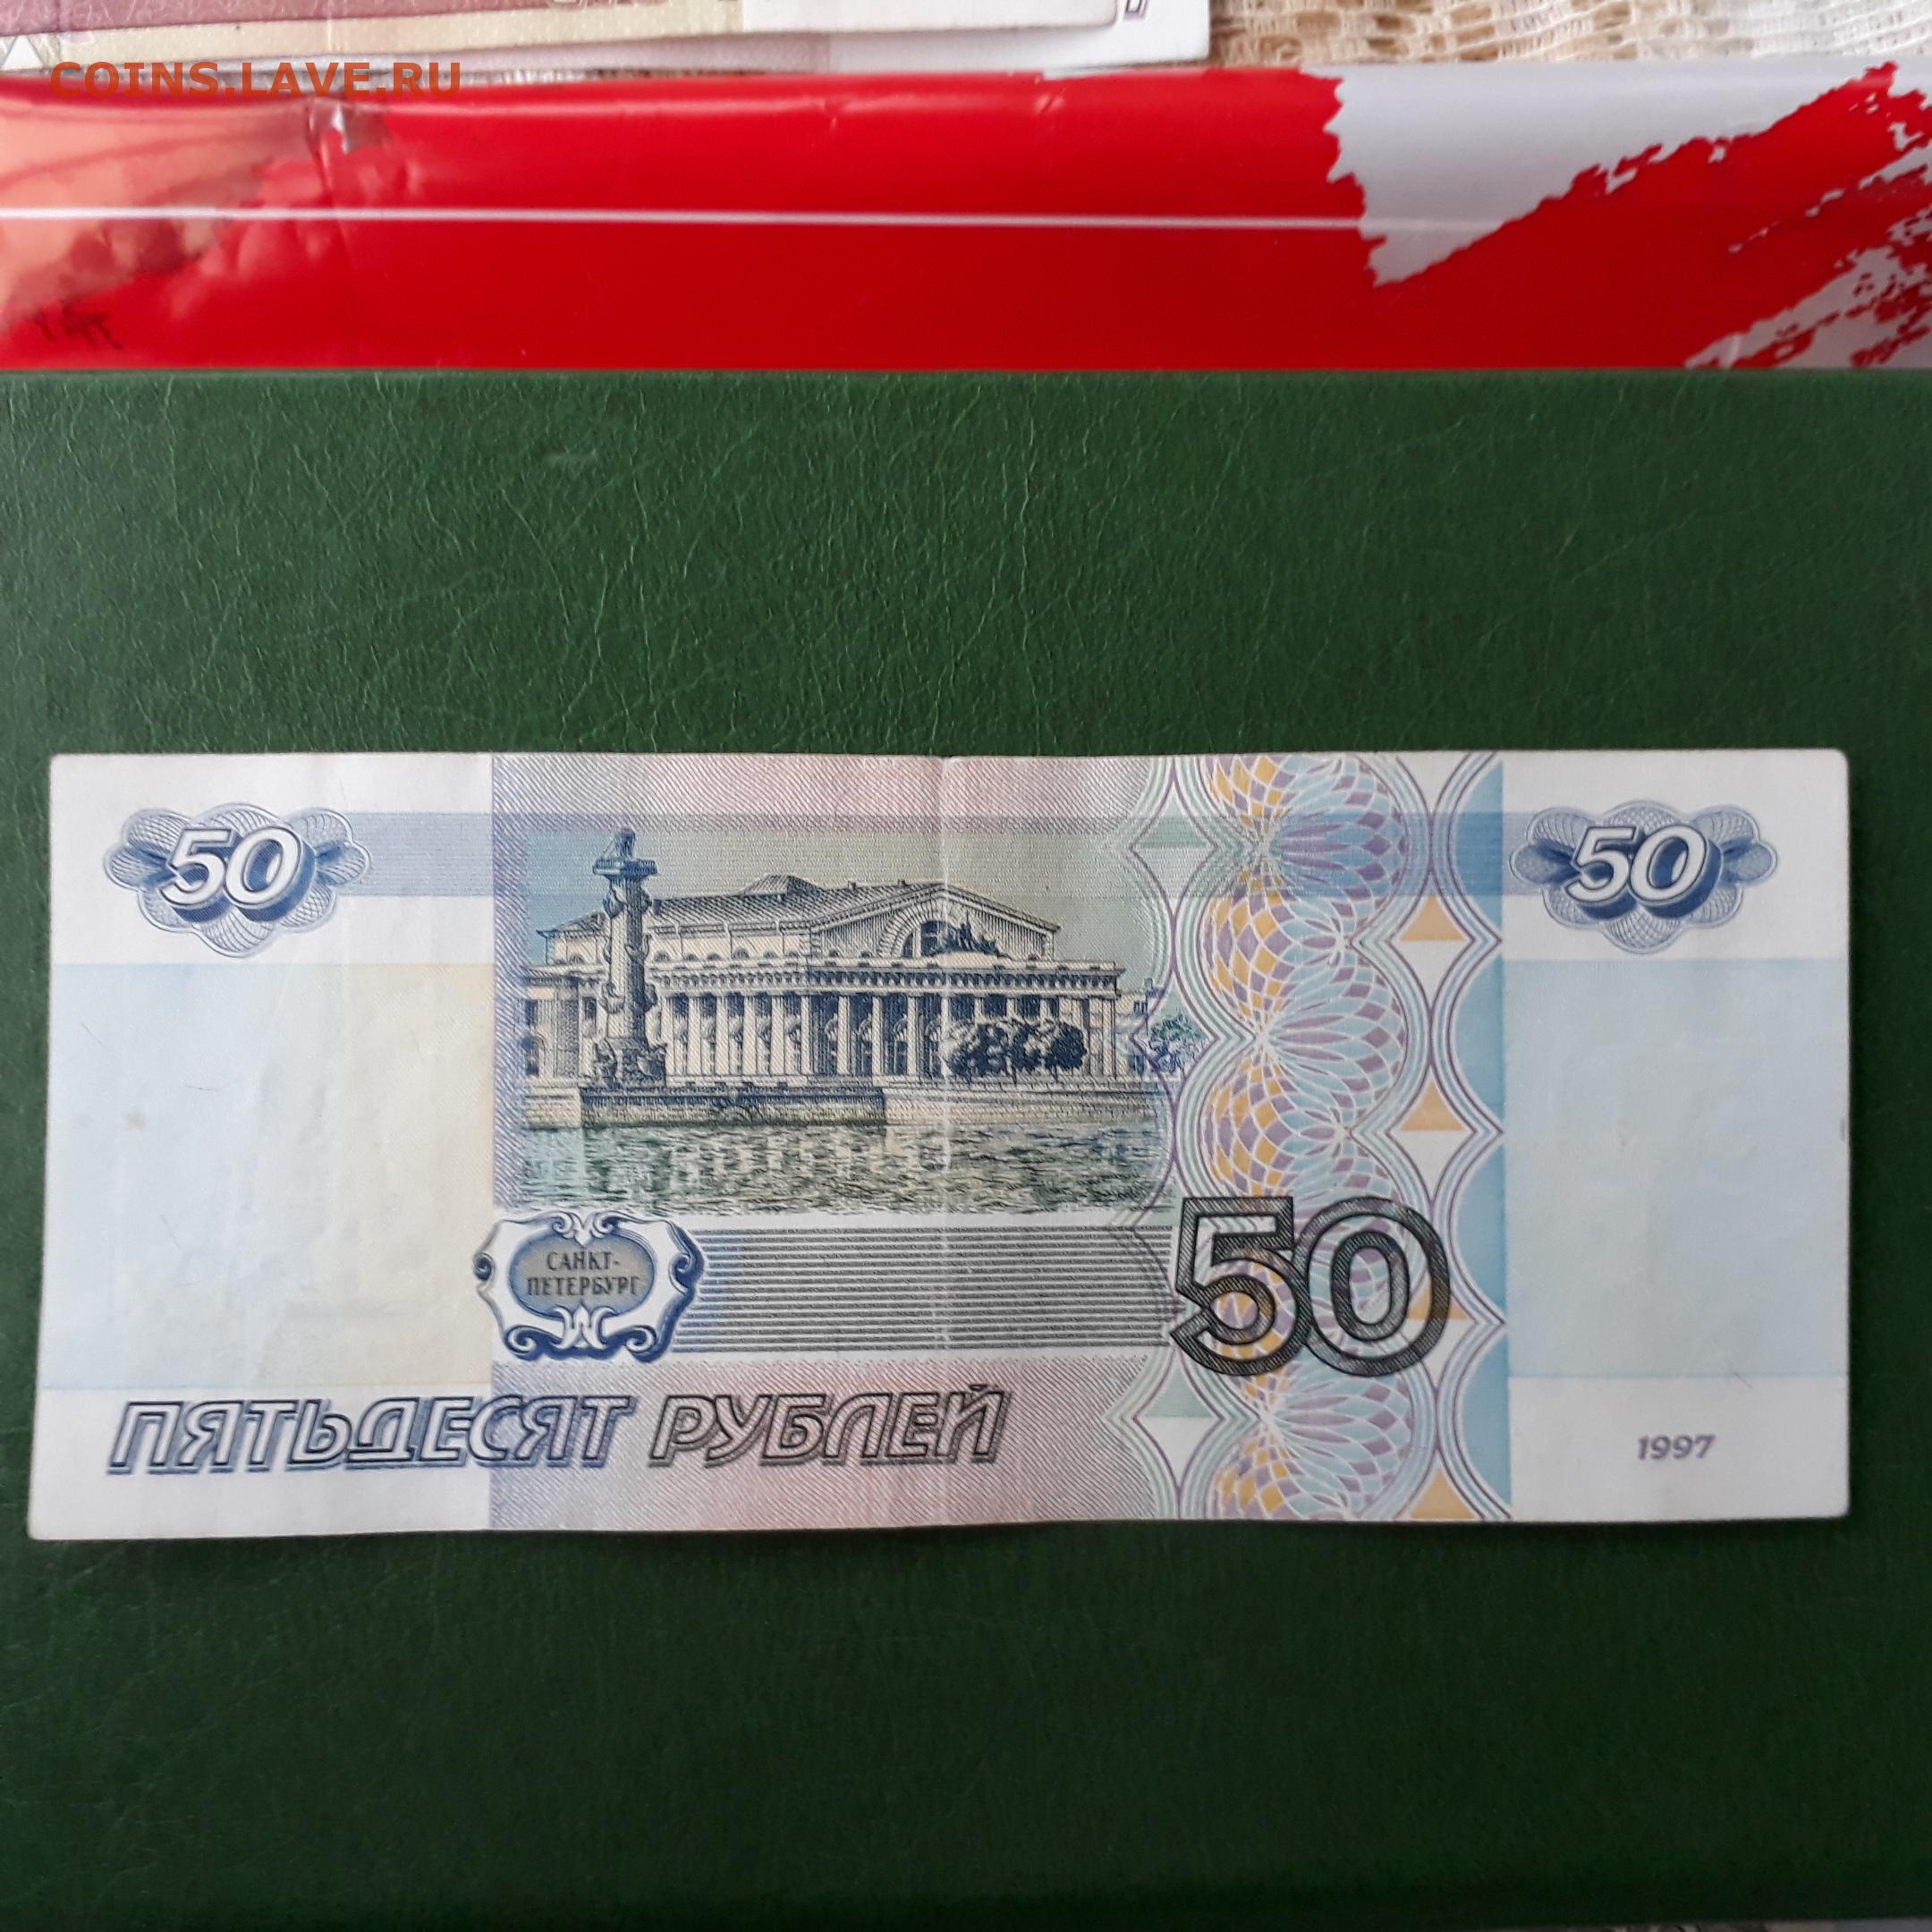 COINS.LAVE.RU
50
50
САНКТ-
ПЕТЕРБУРГ
50
ПЯТЬДЕСЯТ РУБЛЕЙ
1997